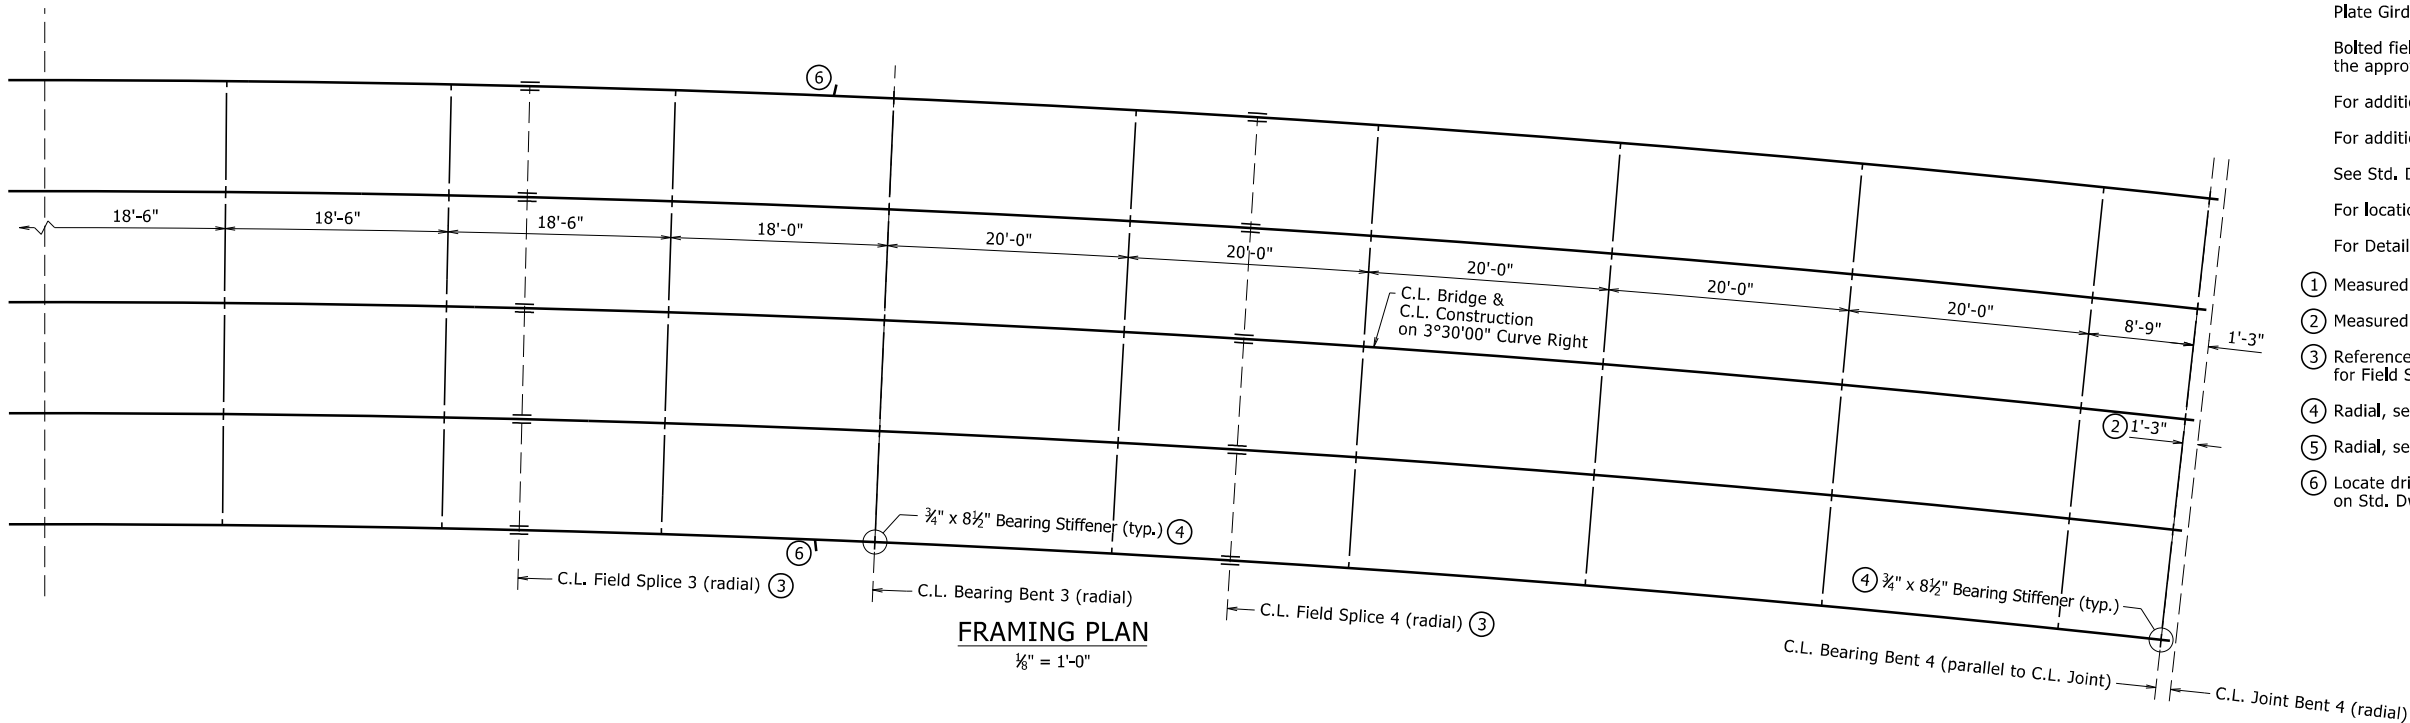 ⑥
18'-6"
18'-6"
18'-6"
18'-0"
20'-0"
20'-0"
20'-0"
20'-0"
20'-0"
8'-9"
1'-3"
C.L. Bridge &
C.L. Construction
on 3°30'00" Curve Right
② 1'-3"
¾" x 8½" Bearing Stiffener (typ.) ④
⑥
C.L. Field Splice 3 (radial) ③
C.L. Bearing Bent 3 (radial)
C.L. Field Splice 4 (radial) ③
④ ¾" x 8½" Bearing Stiffener (typ.)
C.L. Bearing Bent 4 (parallel to C.L. Joint)
C.L. Joint Bent 4 (radial)
FRAMING PLAN
⅛" = 1'-0"
Plate Gird
Bolted fiel
the appro
For additi
For additi
See Std. D
For locatio
For Detail
① Measured
② Measured
③ Reference
for Field S
④ Radial, se
⑤ Radial, se
⑥ Locate dri
on Std. Dw